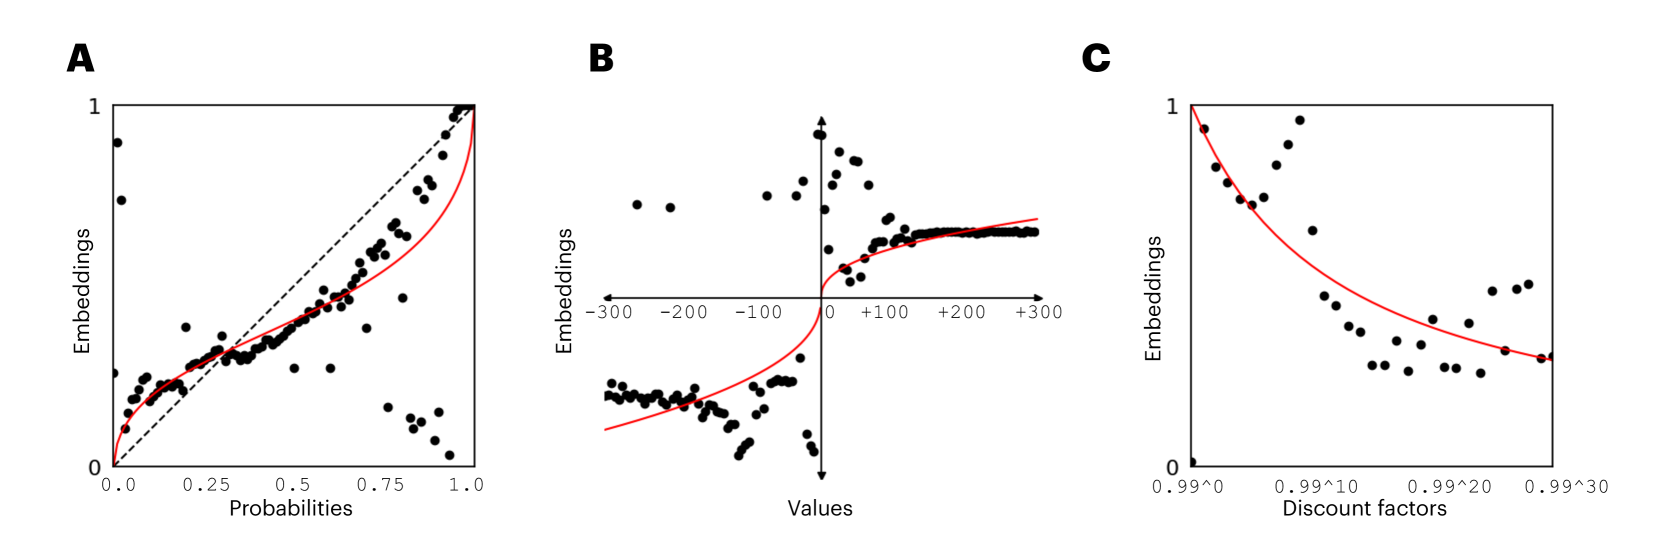 A
B
C
1
Embeddings
0
0.0 0.25 0.5 0.75 1.0
Probabilities
Embeddings
-300 -200 -100 0 +100 +200 +300
Values
1
Embeddings
0
0.99^0 0.99^10 0.99^20 0.99^30
Discount factors